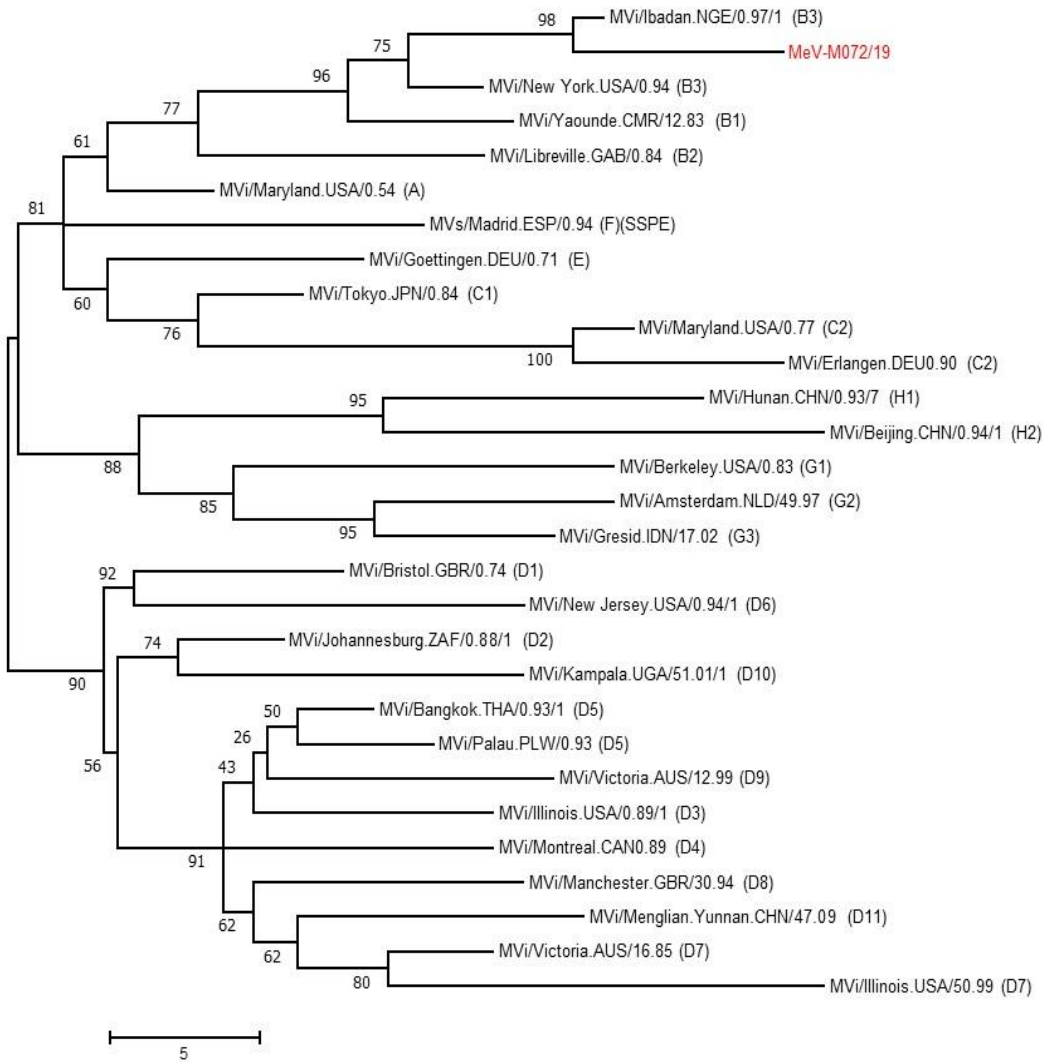 98
MVi/Ibadan.NGE/0.97/1 (B3)
MeV-M072/19
75
MVi/New York.USA/0.94 (B3)
96
MVi/Yaounde.CMR/12.83 (B1)
77
MVi/Libreville.GAB/0.84 (B2)
61
MVi/Maryland.USA/0.54 (A)
81
MVs/Madrid.ESP/0.94 (F)(SSPE)
MVi/Goettingen.DEU/0.71 (E)
60
MVi/Tokyo.JPN/0.84 (C1)
76
MVi/Maryland.USA/0.77 (C2)
100
MVi/Erlangen.DEU0.90 (C2)
95
MVi/Hunan.CHN/0.93/7 (H1)
MVi/Beijing.CHN/0.94/1 (H2)
88
MVi/Berkeley.USA/0.83 (G1)
85
MVi/Amsterdam.NLD/49.97 (G2)
95
MVi/Gresid.IDN/17.02 (G3)
92
MVi/Bristol.GBR/0.74 (D1)
MVi/New Jersey.USA/0.94/1 (D6)
90
74
MVi/Johannesburg.ZAF/0.88/1 (D2)
MVi/Kampala.UGA/51.01/1 (D10)
56
50
MVi/Bangkok.THA/0.93/1 (D5)
26
MVi/Palau.PLW/0.93 (D5)
43
MVi/Victoria.AUS/12.99 (D9)
MVi/Illinois.USA/0.89/1 (D3)
91
MVi/Montreal.CAN0.89 (D4)
MVi/Manchester.GBR/30.94 (D8)
62
MVi/Menglian.Yunnan.CHN/47.09 (D11)
62
MVi/Victoria.AUS/16.85 (D7)
80
MVi/Illinois.USA/50.99 (D7)
5